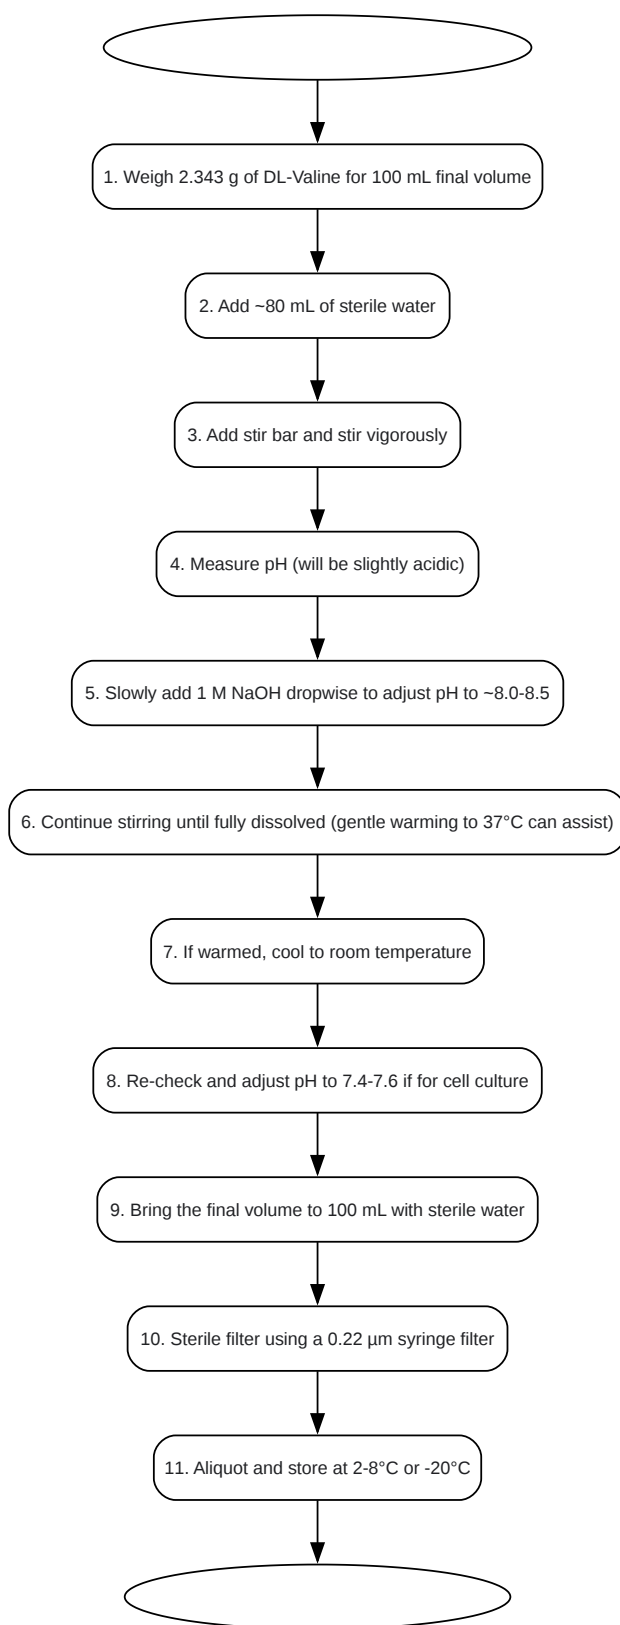 1. Weigh 2.343 g of DL-Valine for 100 mL final volume
2. Add ~80 mL of sterile water
3. Add stir bar and stir vigorously
4. Measure pH (will be slightly acidic)
5. Slowly add 1 M NaOH dropwise to adjust pH to ~8.0-8.5
6. Continue stirring until fully dissolved (gentle warming to 37°C can assist)
7. If warmed, cool to room temperature
8. Re-check and adjust pH to 7.4-7.6 if for cell culture
9. Bring the final volume to 100 mL with sterile water
10. Sterile filter using a 0.22 µm syringe filter
11. Aliquot and store at 2-8°C or -20°C